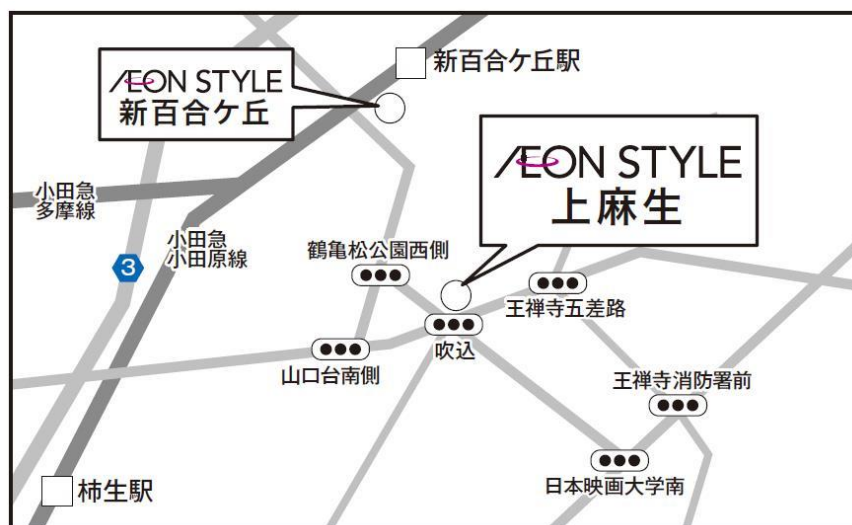 新百合ケ丘駅
ÆON STYLE
新百合ケ丘
ÆON STYLE
上麻生
小田急
多摩線
小田急
小田原線
3
鶴亀松公園西側
王禅寺五差路
吹込
山口台南側
王禅寺消防署前
日本映画大学南
柿生駅